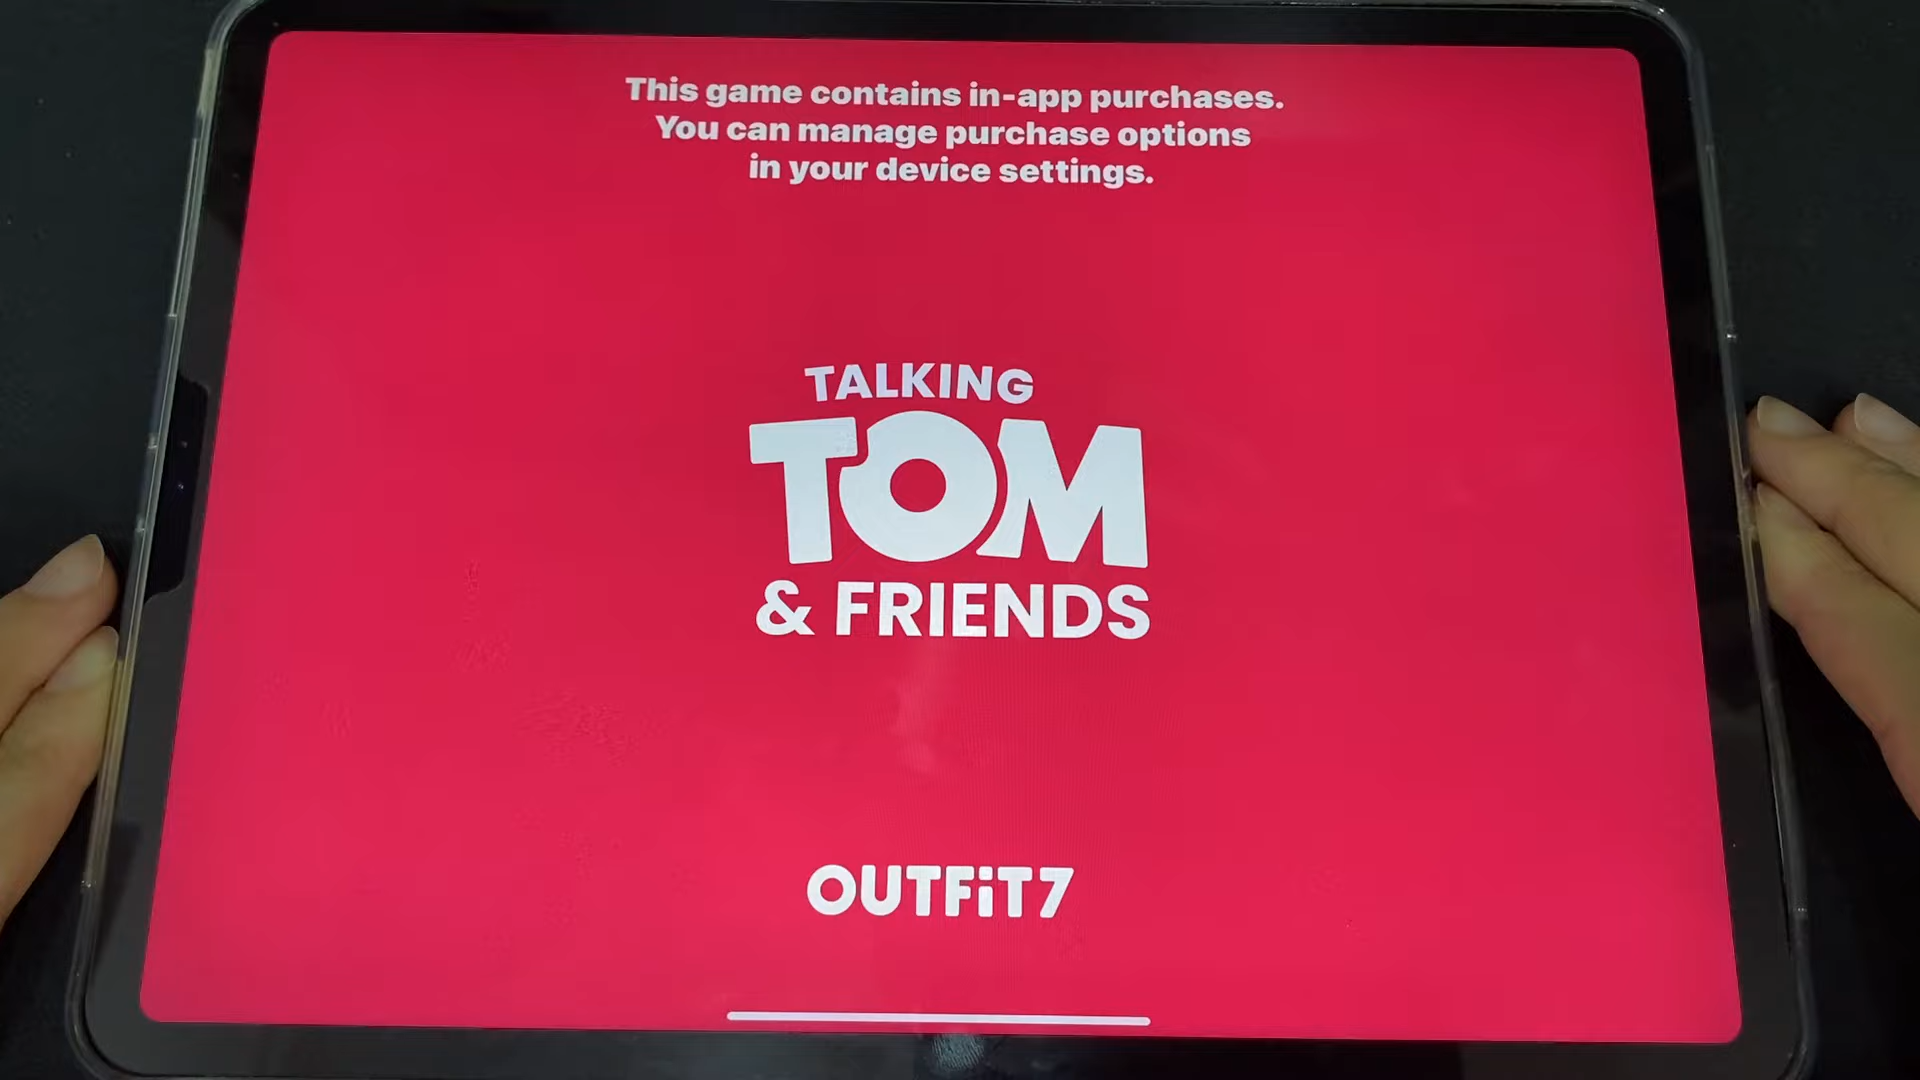 This game contains in-app purchases.
You can manage purchase options
in your device settings.
TALKING
TOM
& FRIENDS
OUTFiT7